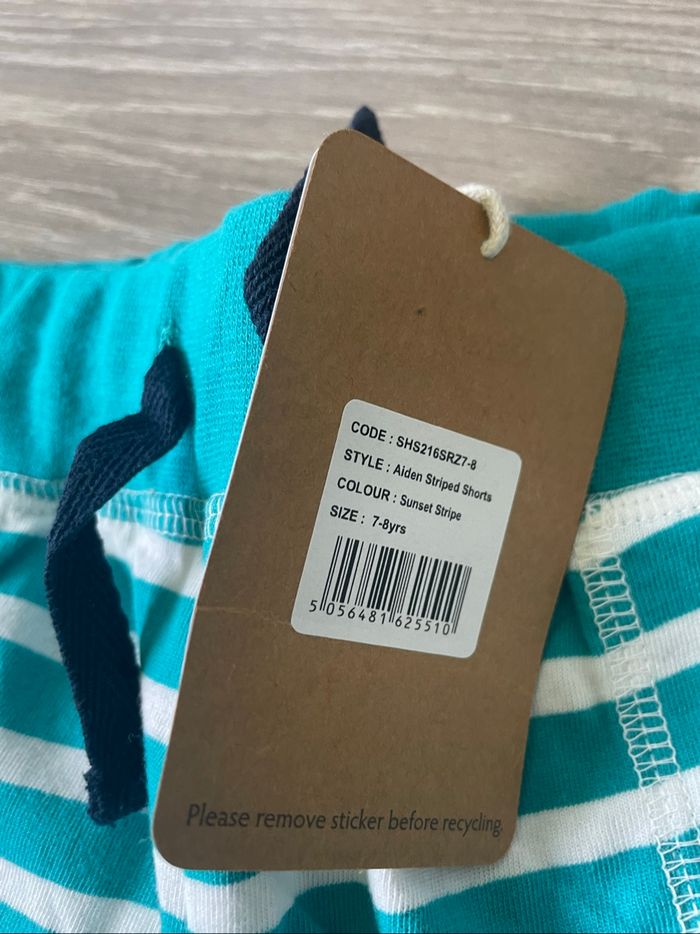 CODE : SHS216SRZ7-8
STYLE : Aiden Striped Shorts
COLOUR : Sunset Stripe
SIZE : 7-8yrs
5 056481 625510
Please remove sticker before recycling.